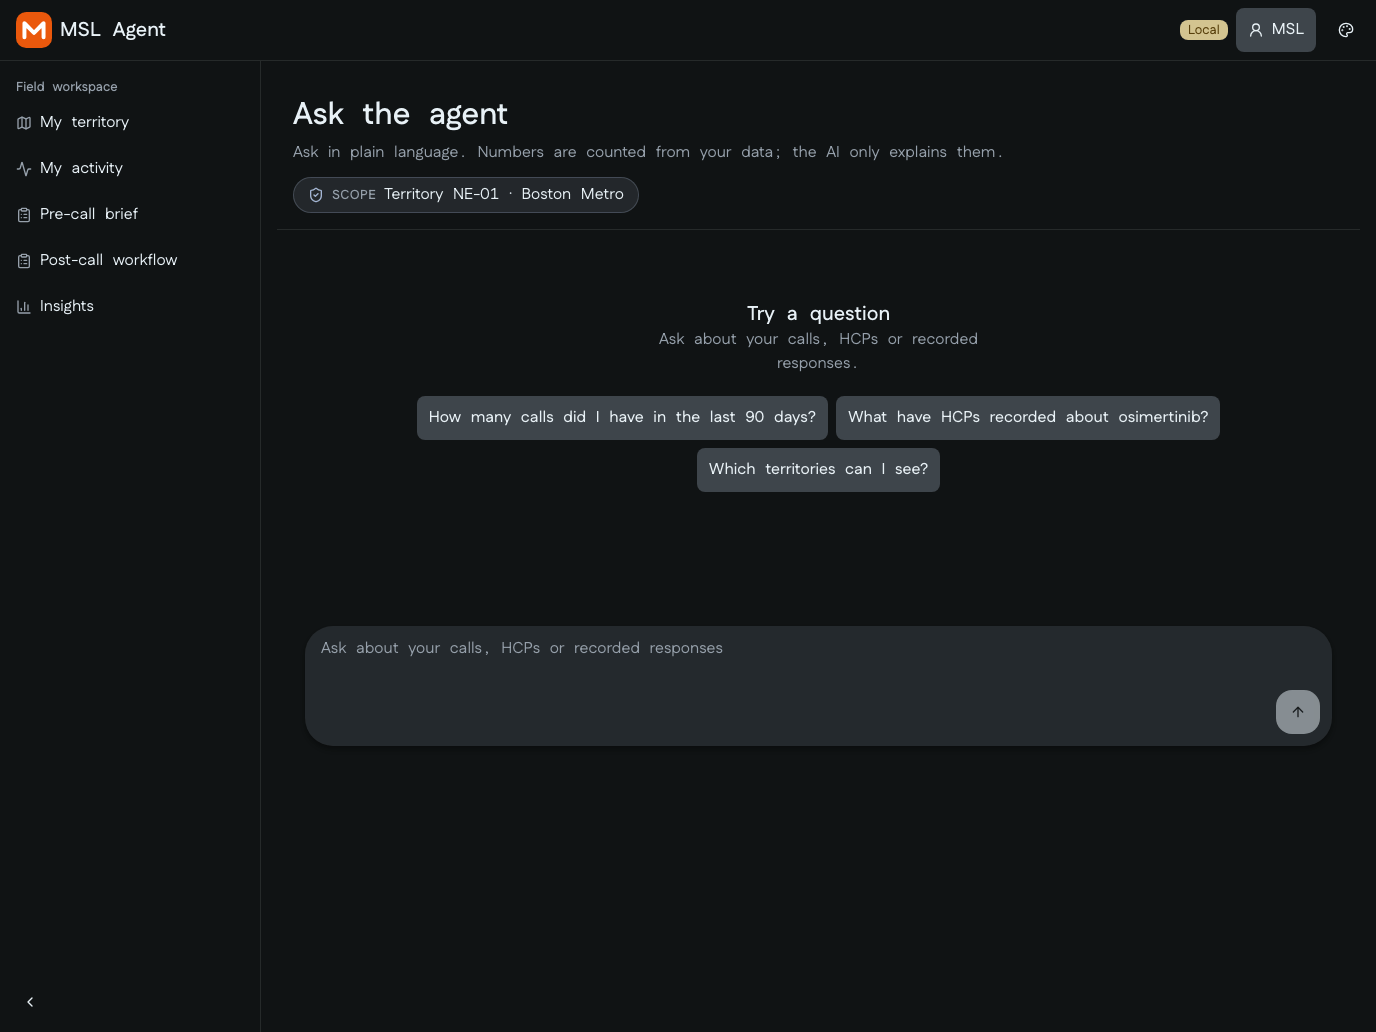 MSL Agent
Local
MSL
Field workspace
My territory
My activity
Pre-call brief
Post-call workflow
Insights
Ask the agent
Ask in plain language. Numbers are counted from your data; the AI only explains them.
SCOPE Territory NE-01 · Boston Metro
Try a question
Ask about your calls, HCPs or recorded
responses.
How many calls did I have in the last 90 days?
What have HCPs recorded about osimertinib?
Which territories can I see?
Ask about your calls, HCPs or recorded responses